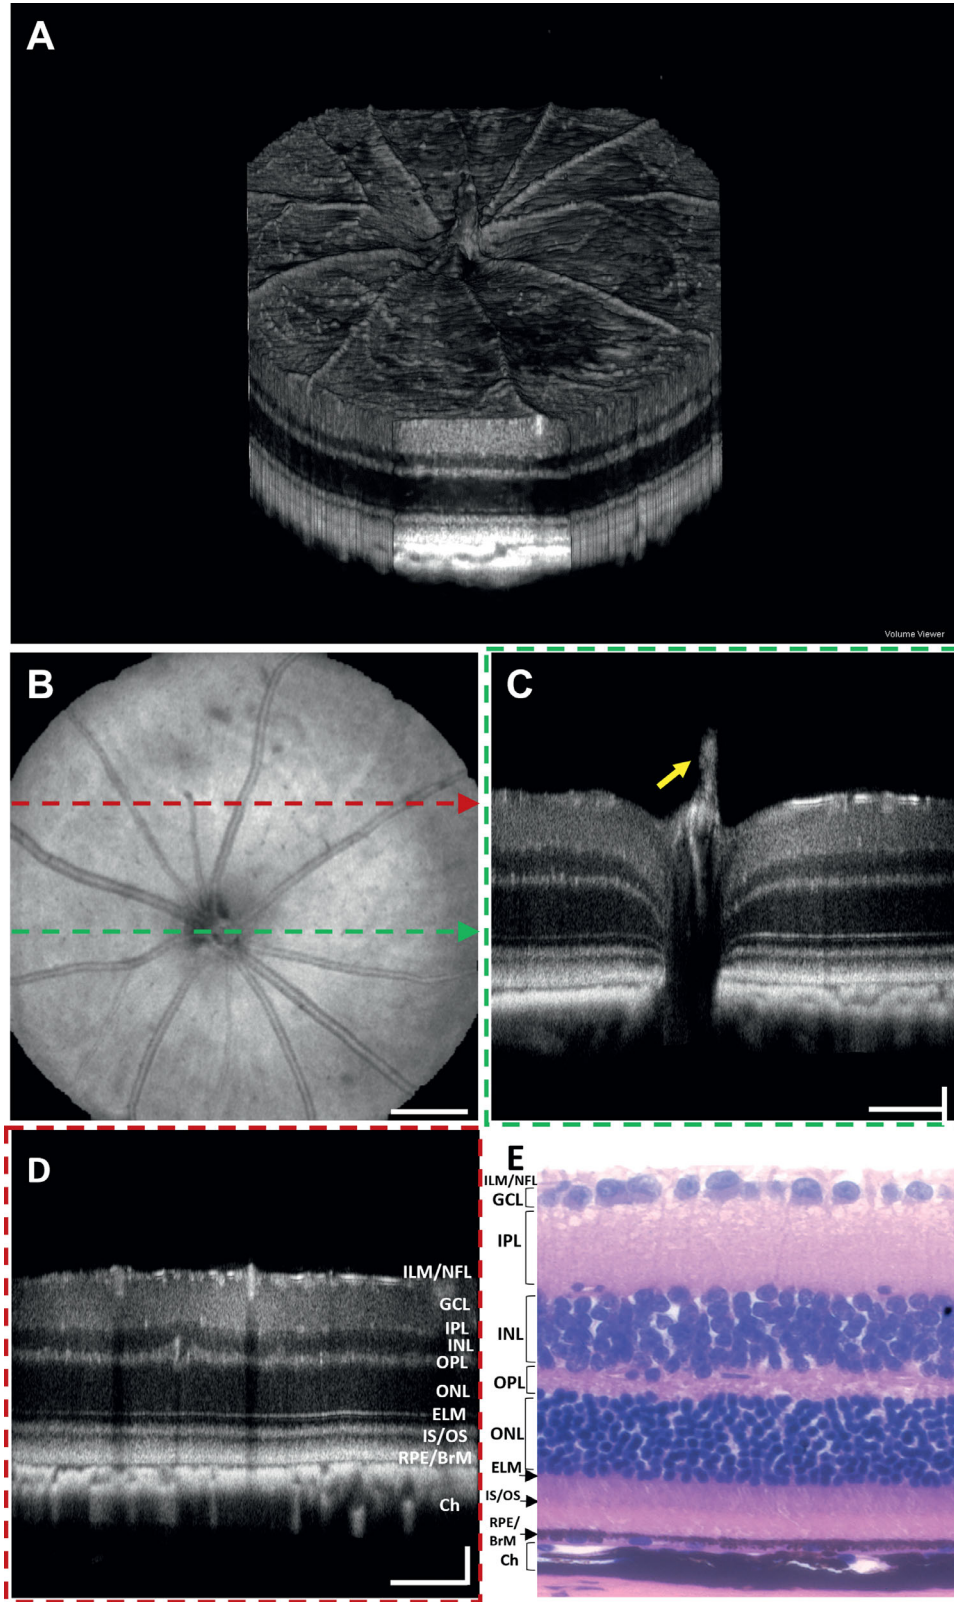 A
Volume Viewer
B
C
D
ILM/NFL
GCL
IPL
INL
OPL
ONL
ELM
IS/OS
RPE/BrM
Ch
E
ILM/NFL
GCL
IPL
INL
OPL
ONL
ELM
IS/OS
RPE/
BrM
Ch